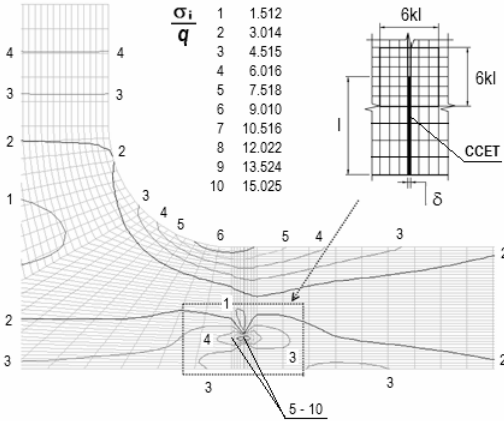 σi/q
1 1.512
2 3.014
3 4.515
4 6.016
5 7.518
6 9.010
7 10.516
8 12.022
9 13.524
10 15.025
6kl
6kl
l
CCET
δ
4 4
3 3
2 2
1
3 4 5 6 5 4 3 2
1
2
4 3
3 2
3 3
5 - 10